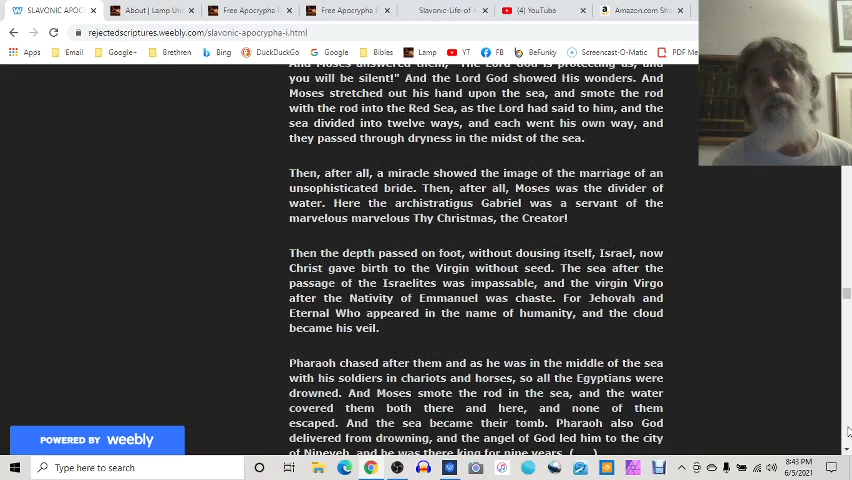 SLAVONIC APOC
About | Lamp Unt
Free Apocrypha
Free Apocrypha
Slavonic-Life-of
(4) YouTube
Amazon.com Sho
rejectedscriptures.weebly.com/slavonic-apocrypha-i.html
Apps
Email
Google+
Brethren
Bing
DuckDuckGo
Google
Bibles
Lamp
YT
FB
BeFunky
Screencast-O-Matic
PDF Me
And Moses answered them, "The Lord God is protecting us, and
you will be silent!" And the Lord God showed His wonders. And
Moses stretched out his hand upon the sea, and smote the rod
with the rod into the Red Sea, as the Lord had said to him, and the
sea divided into twelve ways, and each went his own way, and
they passed through dryness in the midst of the sea.
Then, after all, a miracle showed the image of the marriage of an
unsophisticated bride. Then, after all, Moses was the divider of
water. Here the archistratigus Gabriel was a servant of the
marvelous marvelous Thy Christmas, the Creator!
Then the depth passed on foot, without dousing itself, Israel, now
Christ gave birth to the Virgin without seed. The sea after the
passage of the Israelites was impassable, and the virgin Virgo
after the Nativity of Emmanuel was chaste. For Jehovah and
Eternal Who appeared in the name of humanity, and the cloud
became his veil.
Pharaoh chased after them and as he was in the middle of the sea
with his soldiers in chariots and horses, so all the Egyptians were
drowned. And Moses smote the rod in the sea, and the water
covered them both there and here, and none of them
escaped. And the sea became their tomb. Pharaoh also God
delivered from drowning, and the angel of God led him to the city
of Nineveh, and he was there king for nine years. (...)
POWERED BY weebly
Type here to search
8:43 PM
6/5/2021